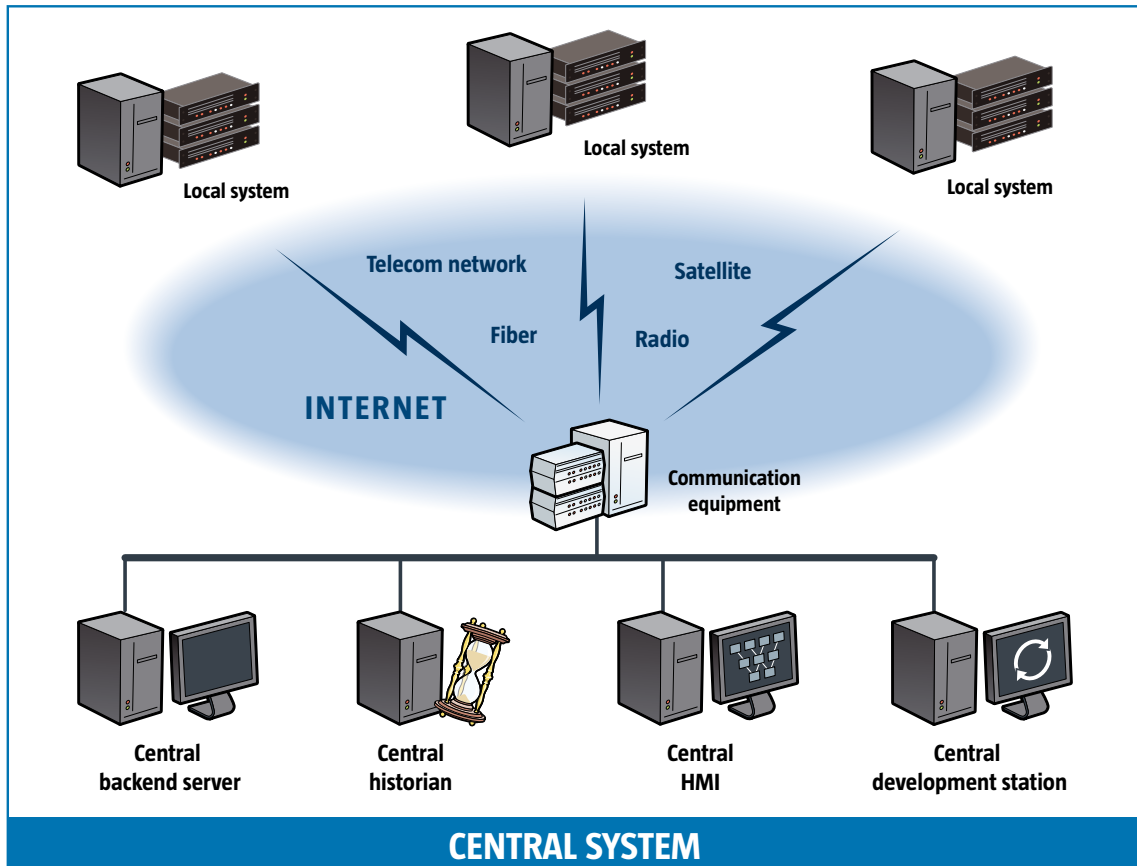 Local system
Local system
Local system
Telecom network
Satellite
Fiber
Radio
INTERNET
Communication
equipment
Central
backend server
Central
historian
Central
HMI
Central
development station
CENTRAL SYSTEM